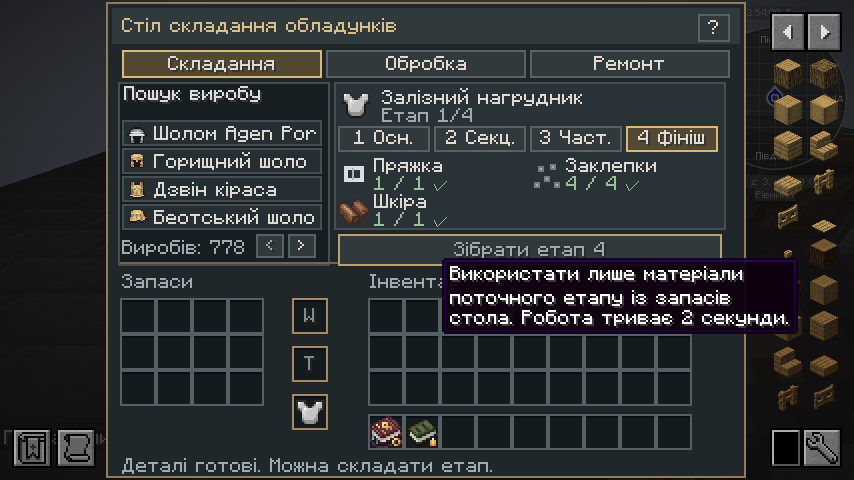 Стіл складання обладунків
?
Складання
Обробка
Ремонт
Пошук виробу
Шолом Agen Por
Горищний шоло
Дзвін кіраса
Беотський шоло
Виробів: 778
<
>
Залізний нагрудник
Етап 1/4
1 Осн.
2 Секц.
3 Част.
4 Фініш
Пряжка
1 / 1 ✓
Заклепки
4 / 4 ✓
Шкіра
1 / 1 ✓
Зібрати етап 4
Використати лише матеріали
поточного етапу із запасів
стола. Робота триває 2 секунди.
Запаси
Інвента
W
T
Деталі готові. Можна складати етап.